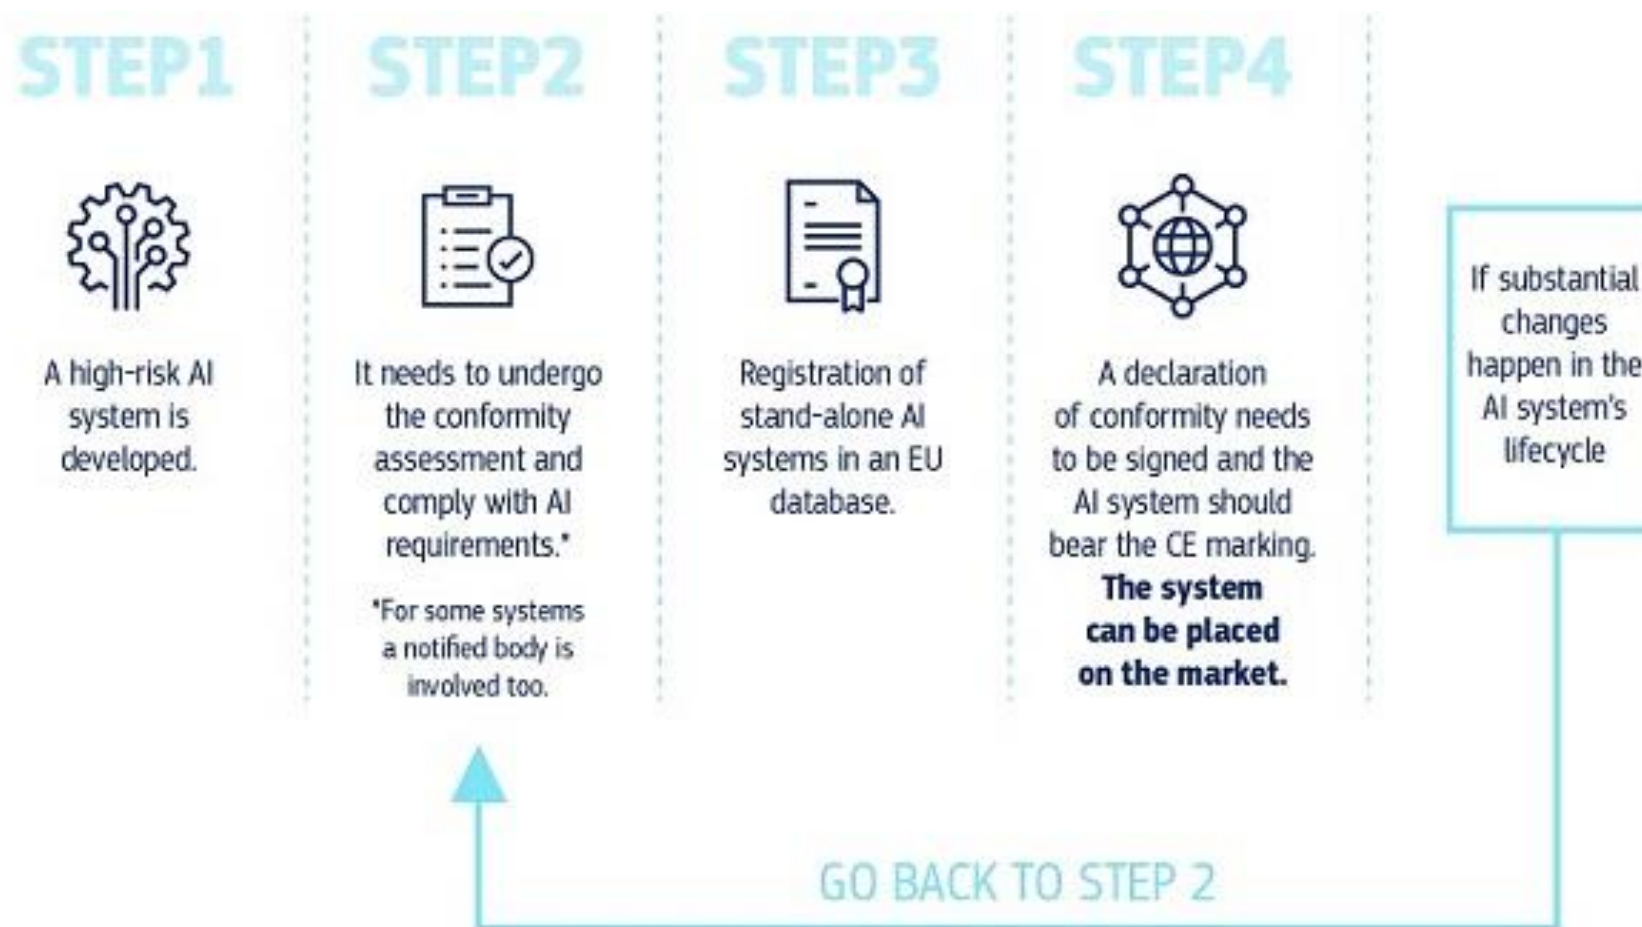 STEP1
A high-risk AI
system is
developed.
STEP2
It needs to undergo
the conformity
assessment and
comply with AI
requirements.*
*For some systems
a notified body is
involved too.
STEP3
Registration of
stand-alone AI
systems in an EU
database.
STEP4
A declaration
of conformity needs
to be signed and the
AI system should
bear the CE marking.
The system
can be placed
on the market.
If substantial
changes
happen in the
AI system's
lifecycle
GO BACK TO STEP 2